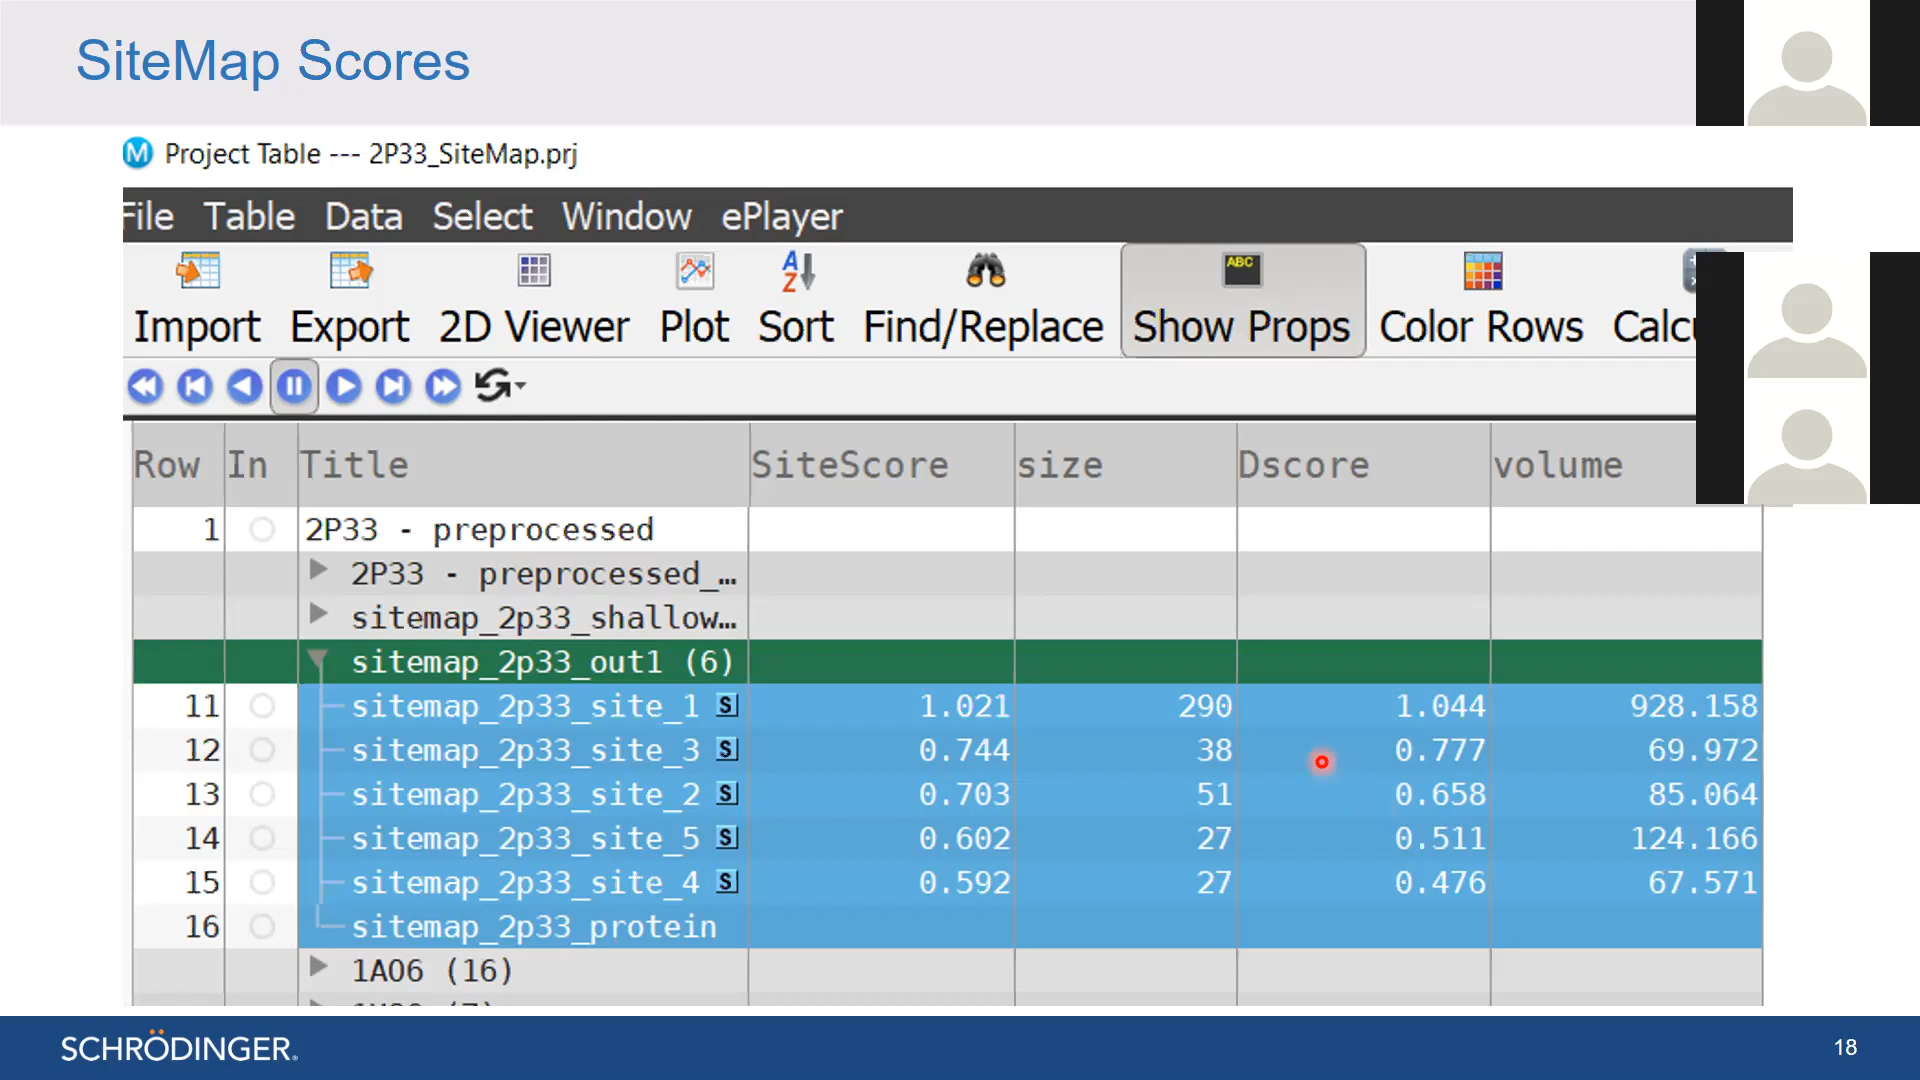 SiteMap Scores
M Project Table --- 2P33_SiteMap.prj
File Table Data Select Window ePlayer
ABC
A
Z
Import Export 2D Viewer Plot Sort Find/Replace Show Props Color Rows Calcu
Row In Title SiteScore size Dscore volume
1 2P33 - preprocessed
2P33 - preprocessed_…
sitemap_2p33_shallow…
sitemap_2p33_out1 (6)
11 sitemap_2p33_site_1 S 1.021 290 1.044 928.158
12 sitemap_2p33_site_3 S 0.744 38 0.777 69.972
13 sitemap_2p33_site_2 S 0.703 51 0.658 85.064
14 sitemap_2p33_site_5 S 0.602 27 0.511 124.166
15 sitemap_2p33_site_4 S 0.592 27 0.476 67.571
16 sitemap_2p33_protein
1AO6 (16)
SCHRÖDINGER.
18